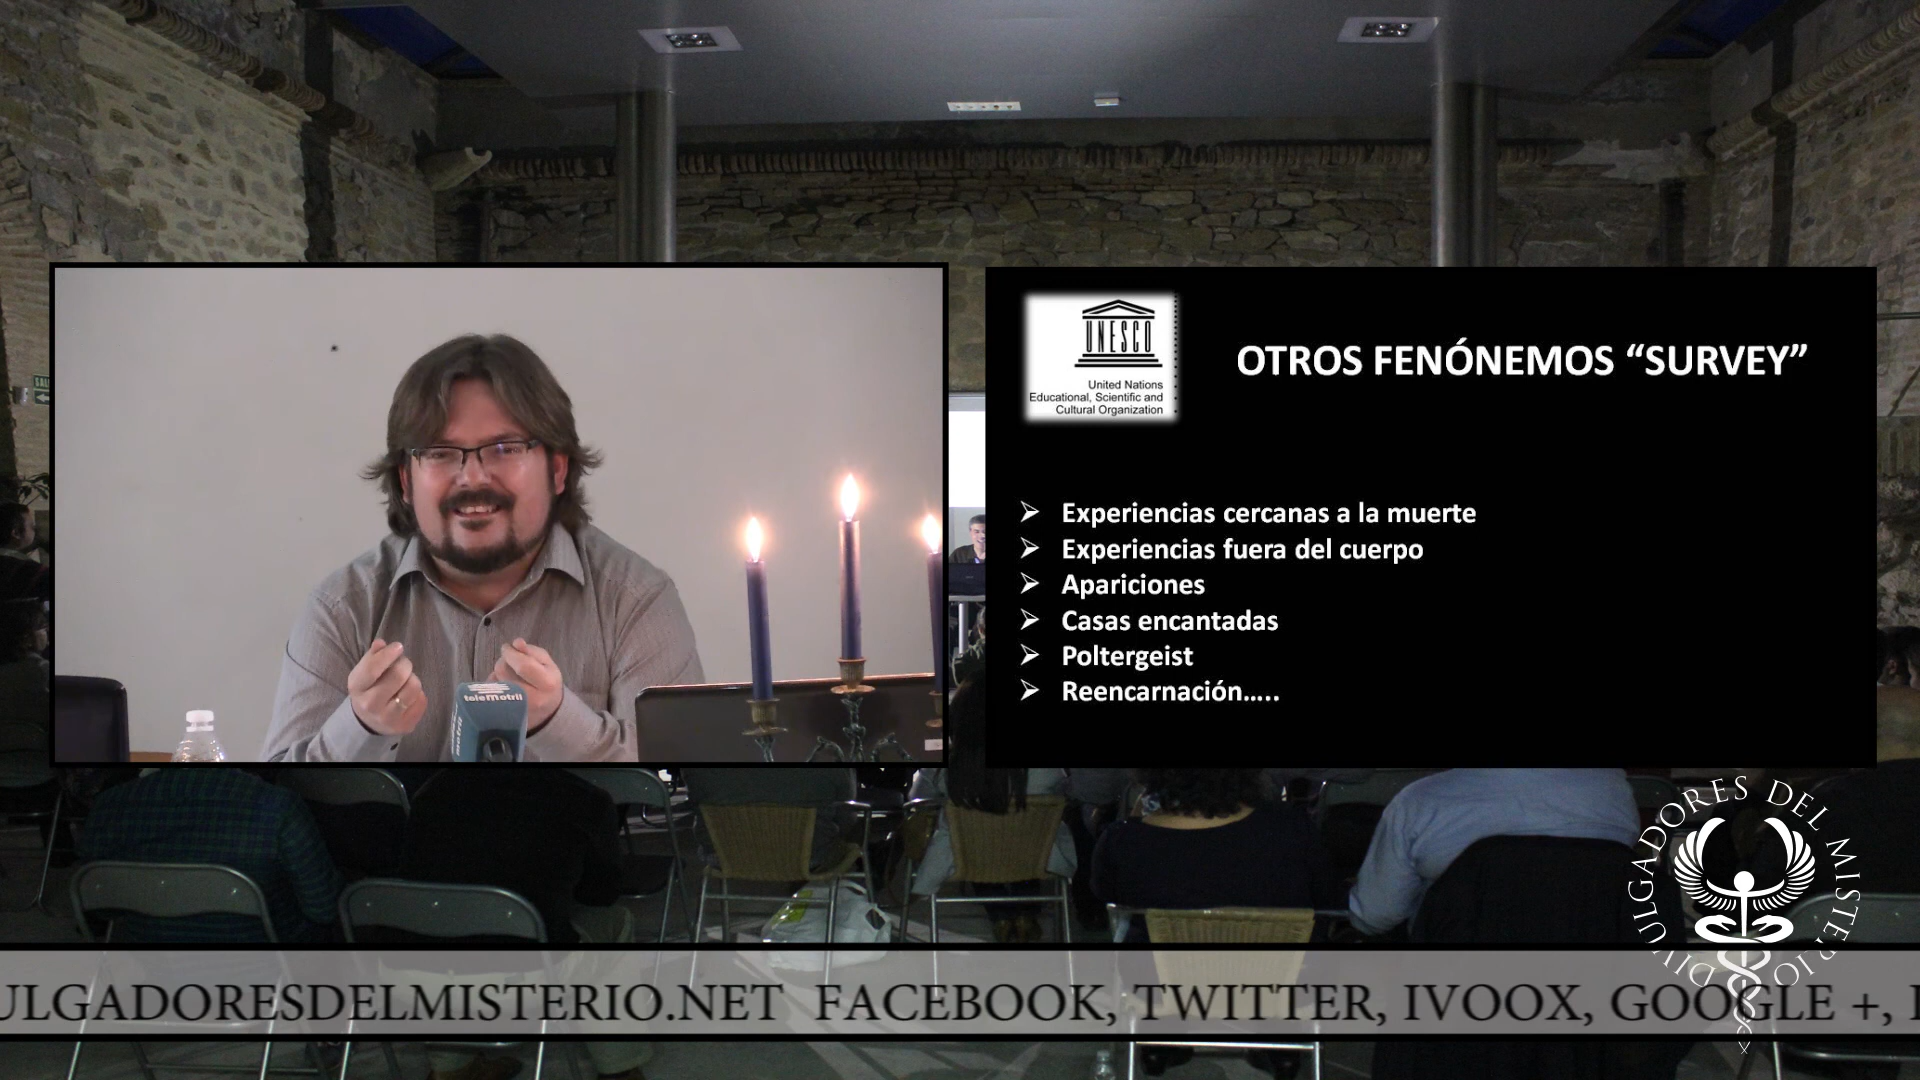 UNESCO
United Nations
Educational, Scientific and
Cultural Organization
OTROS FENÓNEMOS “SURVEY”
Experiencias cercanas a la muerte
Experiencias fuera del cuerpo
Apariciones
Casas encantadas
Poltergeist
Reencarnación.....
teleMotril
motril
DIVULGADORES DEL MISTERIO
ULGADORESDELMISTERIO.NET FACEBOOK, TWITTER, IVOOX, GOOGLE +,